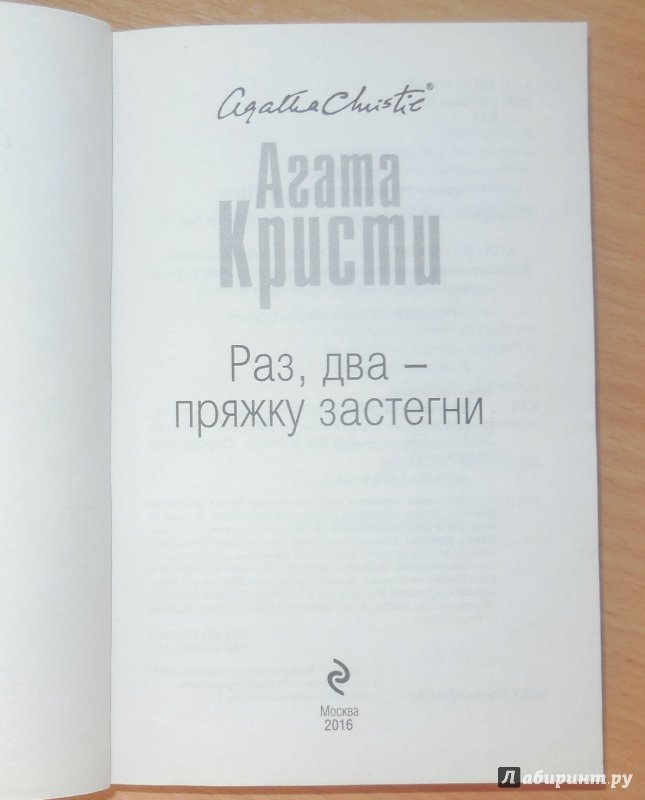 Agatha Christie®
Агата
Кристи
Раз, два –
пряжку застегни
Москва
2016
Лабиринт.ру